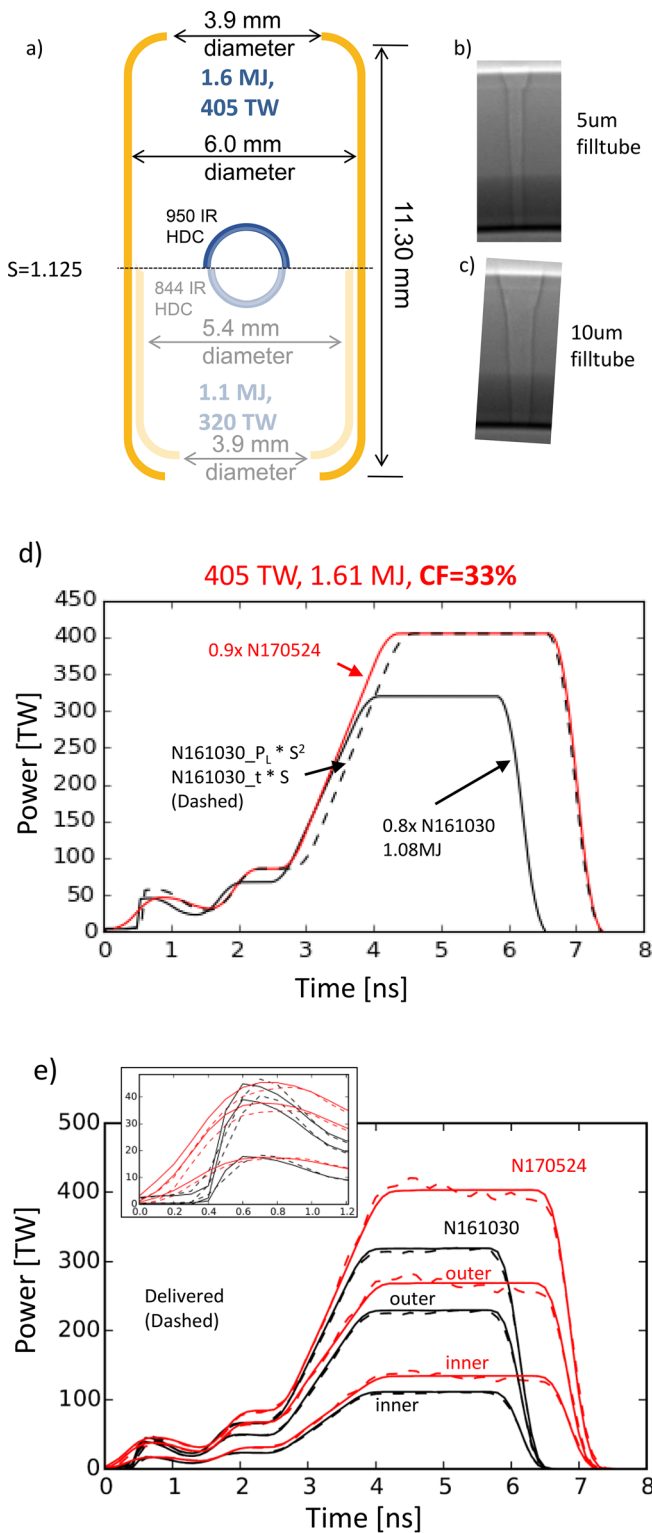 a)
3.9 mm
diameter
1.6 MJ,
405 TW
6.0 mm
diameter
950 IR
HDC
11.30 mm
S=1.125
844 IR
HDC
5.4 mm
diameter
1.1 MJ,
320 TW
3.9 mm
diameter
b)
5um
filltube
c)
10um
filltube
d)
405 TW, 1.61 MJ, CF=33%
450
400
350
300
250
200
150
100
50
0
Power [TW]
0.9x N170524
N161030_PL * S²
N161030_t * S
(Dashed)
0.8x N161030
1.08MJ
0 1 2 3 4 5 6 7 8
Time [ns]
e)
40
30
20
10
0
0.0 0.2 0.4 0.6 0.8 1.0 1.2
500
400
300
200
100
0
Power [TW]
N170524
N161030
outer
outer
Delivered
(Dashed)
inner
inner
0 1 2 3 4 5 6 7 8
Time [ns]